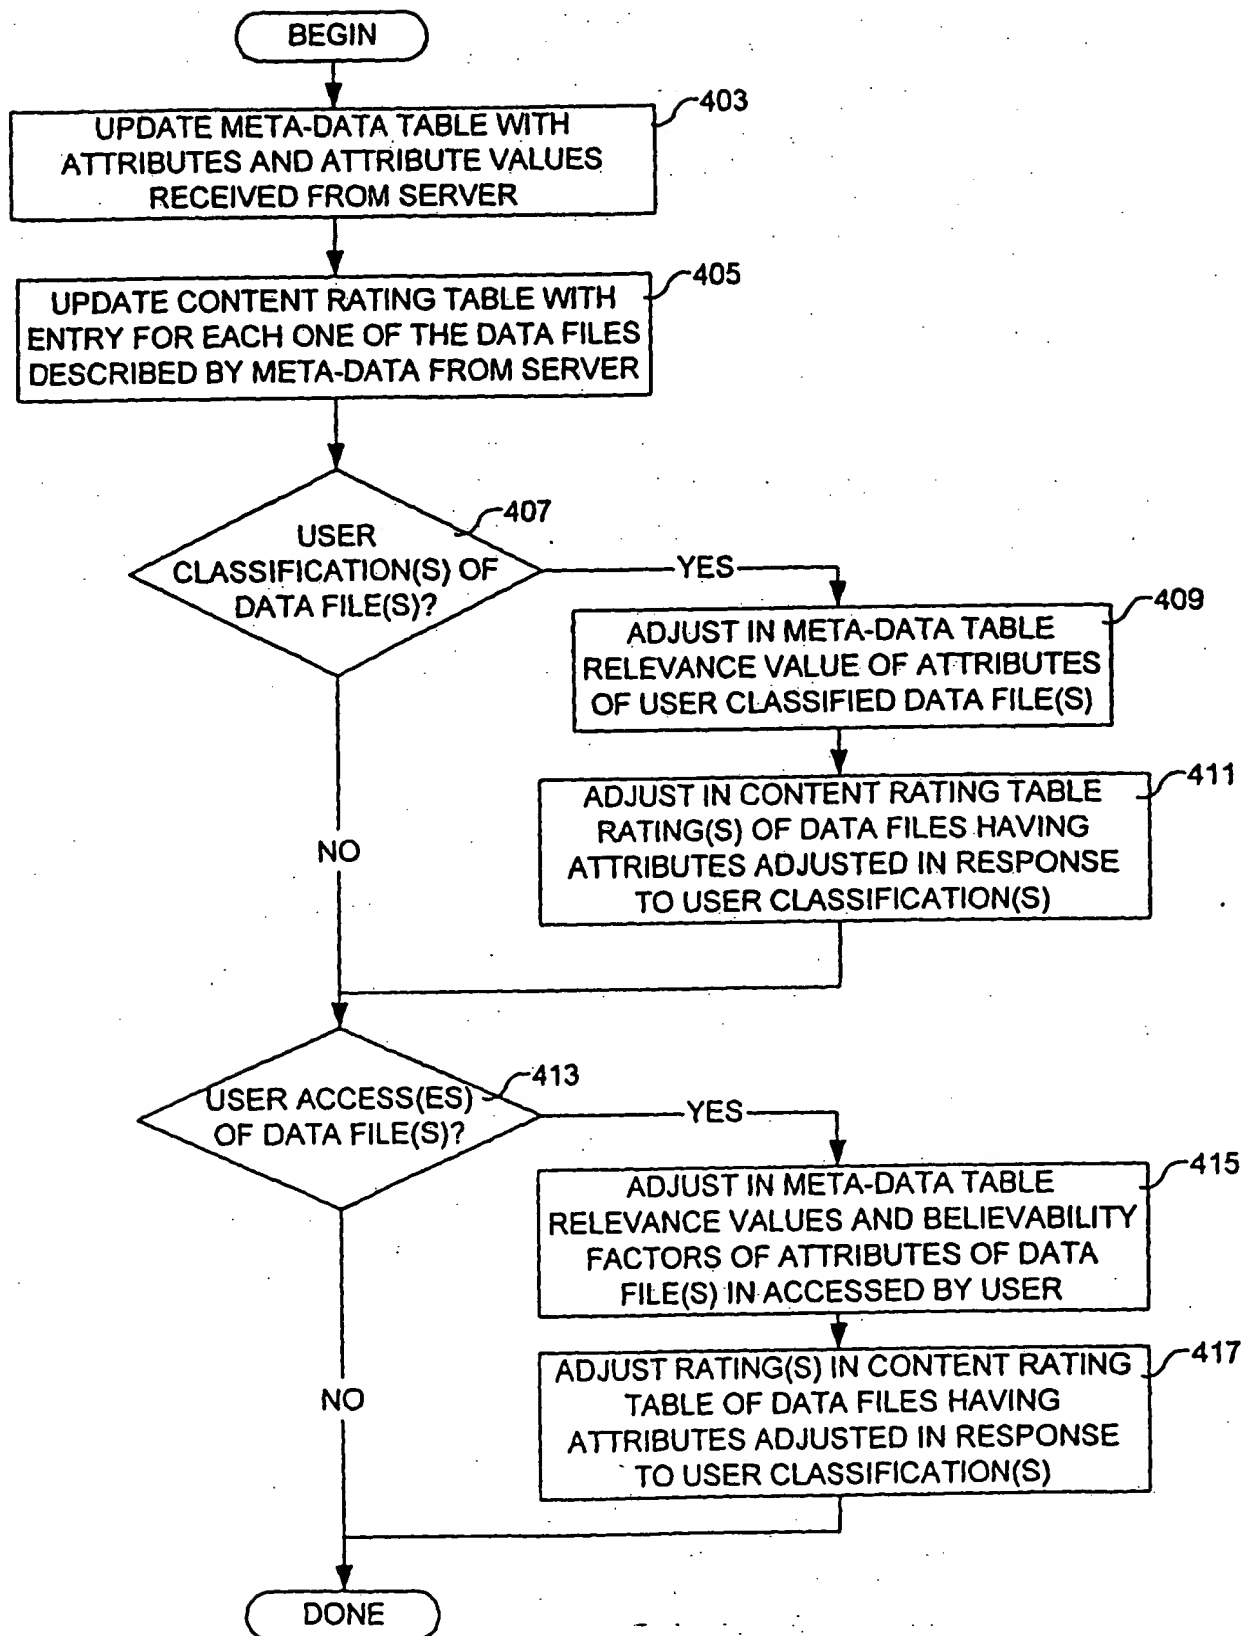 BEGIN
403
UPDATE META-DATA TABLE WITH
ATTRIBUTES AND ATTRIBUTE VALUES
RECEIVED FROM SERVER
405
UPDATE CONTENT RATING TABLE WITH
ENTRY FOR EACH ONE OF THE DATA FILES
DESCRIBED BY META-DATA FROM SERVER
407
USER
CLASSIFICATION(S) OF
DATA FILE(S)?
YES
409
ADJUST IN META-DATA TABLE
RELEVANCE VALUE OF ATTRIBUTES
OF USER CLASSIFIED DATA FILE(S)
411
ADJUST IN CONTENT RATING TABLE
RATING(S) OF DATA FILES HAVING
ATTRIBUTES ADJUSTED IN RESPONSE
TO USER CLASSIFICATION(S)
NO
413
USER ACCESS(ES)
OF DATA FILE(S)?
YES
415
ADJUST IN META-DATA TABLE
RELEVANCE VALUES AND BELIEVABILITY
FACTORS OF ATTRIBUTES OF DATA
FILE(S) IN ACCESSED BY USER
417
ADJUST RATING(S) IN CONTENT RATING
TABLE OF DATA FILES HAVING
ATTRIBUTES ADJUSTED IN RESPONSE
TO USER CLASSIFICATION(S)
NO
DONE